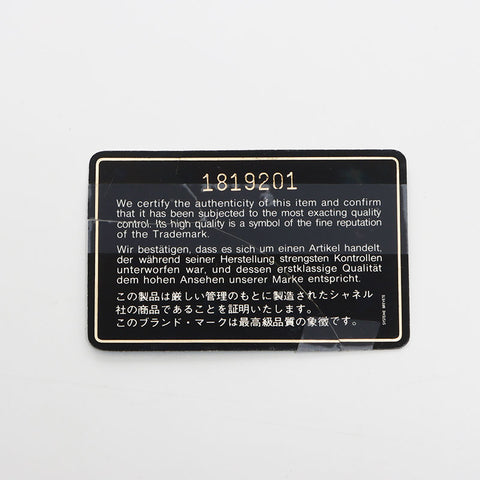 1819201
We certify the authenticity of this item and confirm
that it has been subjected to the most exacting quality
control. Its high quality is a symbol of the fine reputation
of the Trademark.
Wir bestätigen, dass es sich um einen Artikel handelt,
der während seiner Herstellung strengsten Kontrollen
unterworfen war, und dessen erstklassige Qualität
dem hohen Ansehen unserer Marke entspricht.
この製品は厳しい管理のもとに製造されたシャネル
社の商品であることを証明いたします。
このブランド・マークは最高級品質の象徴です。
SYSTEME BREVETE